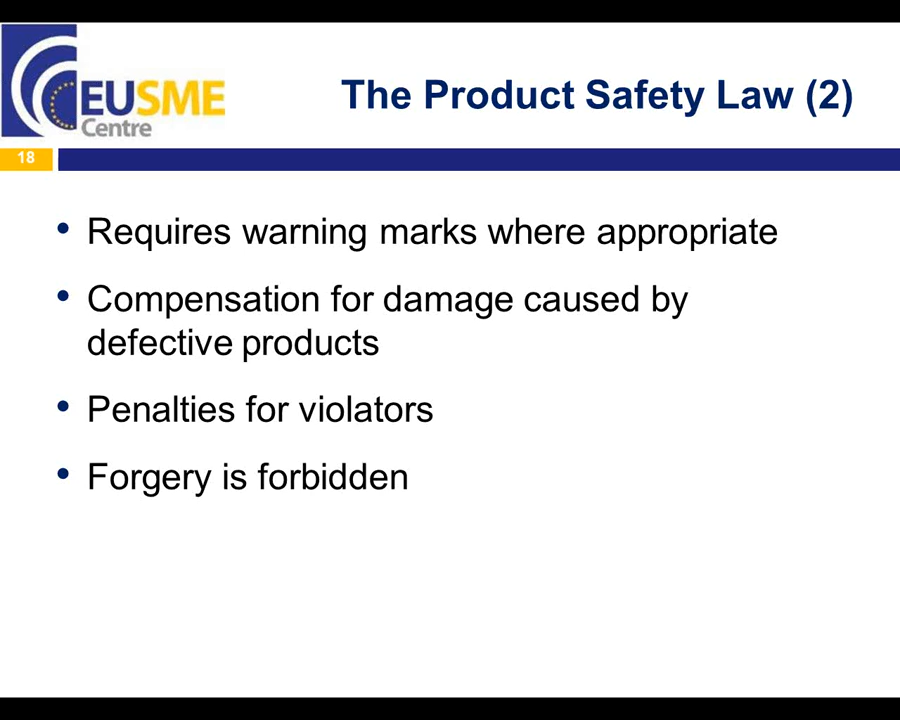 EUSME
Centre
The Product Safety Law (2)
18
• Requires warning marks where appropriate
• Compensation for damage caused by
defective products
• Penalties for violators
• Forgery is forbidden